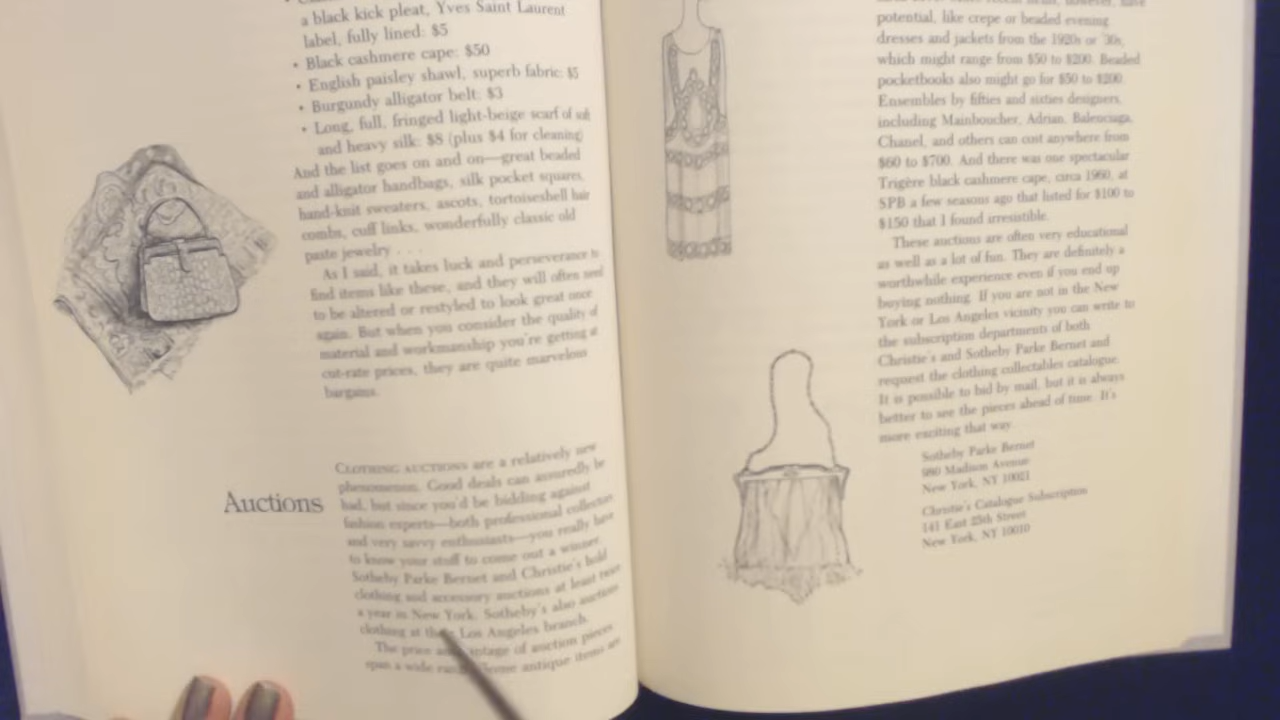 a black kick pleat, Yves Saint Laurent
label, fully lined: $5
• Black cashmere cape: $50
• English paisley shawl, superb fabric: $5
• Burgundy alligator belt: $3
• Long, full, fringed light-beige scarf of soft
and heavy silk: $8 (plus $4 for cleaning)
And the list goes on and on—great beaded
and alligator handbags, silk pocket squares,
hand-knit sweaters, ascots, tortoiseshell hair
combs, cuff links, wonderfully classic old
paste jewelry . . .
As I said, it takes luck and perseverance to
find items like these, and they will often need
to be altered or restyled to look great once
again. But when you consider the quality of
material and workmanship you're getting at
cut-rate prices, they are quite marvelous
bargains.
Auctions
CLOTHING AUCTIONS are a relatively new
phenomenon. Good deals can assuredly be
had, but since you'd be bidding against
fashion experts—both professional collectors
and very savvy enthusiasts—you really have
to know your stuff to come out a winner.
Sotheby Parke Bernet and Christie's hold
clothing and accessory auctions at least twice
a year in New York. Sotheby's also auctions
clothing at their Los Angeles branch.
The price and vintage of auction pieces
span a wide range. Some antique items are
potential, like crepe or beaded evening
dresses and jackets from the 1920s or '30s,
which might range from $50 to $200. Beaded
pocketbooks also might go for $50 to $200.
Ensembles by fifties and sixties designers,
including Mainboucher, Adrian, Balenciaga,
Chanel, and others can cost anywhere from
$60 to $700. And there was one spectacular
Trigère black cashmere cape, circa 1960, at
SPB a few seasons ago that listed for $100 to
$150 that I found irresistible.
These auctions are often very educational
as well as a lot of fun. They are definitely a
worthwhile experience even if you end up
buying nothing. If you are not in the New
York or Los Angeles vicinity you can write to
the subscription departments of both
Christie's and Sotheby Parke Bernet and
request the clothing collectables catalogue.
It is possible to bid by mail, but it is always
better to see the pieces ahead of time. It's
more exciting that way.
Sotheby Parke Bernet
980 Madison Avenue
New York, NY 10021
Christie's Catalogue Subscription
141 East 25th Street
New York, NY 10010